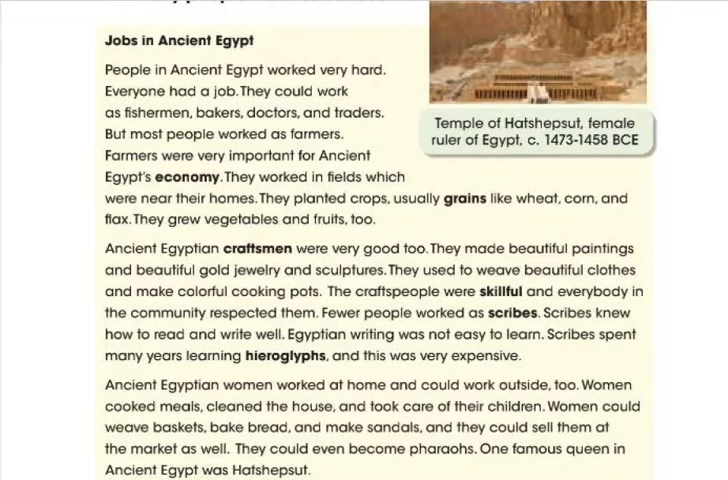 Jobs in Ancient Egypt
People in Ancient Egypt worked very hard.
Everyone had a job. They could work
as fishermen, bakers, doctors, and traders.
But most people worked as farmers.
Farmers were very important for Ancient
Egypt's economy. They worked in fields which
were near their homes. They planted crops, usually grains like wheat, corn, and
flax. They grew vegetables and fruits, too.
Temple of Hatshepsut, female
ruler of Egypt, c. 1473-1458 BCE
Ancient Egyptian craftsmen were very good too. They made beautiful paintings
and beautiful gold jewelry and sculptures. They used to weave beautiful clothes
and make colorful cooking pots. The craftspeople were skillful and everybody in
the community respected them. Fewer people worked as scribes. Scribes knew
how to read and write well. Egyptian writing was not easy to learn. Scribes spent
many years learning hieroglyphs, and this was very expensive.
Ancient Egyptian women worked at home and could work outside, too. Women
cooked meals, cleaned the house, and took care of their children. Women could
weave baskets, bake bread, and make sandals, and they could sell them at
the market as well. They could even become pharaohs. One famous queen in
Ancient Egypt was Hatshepsut.